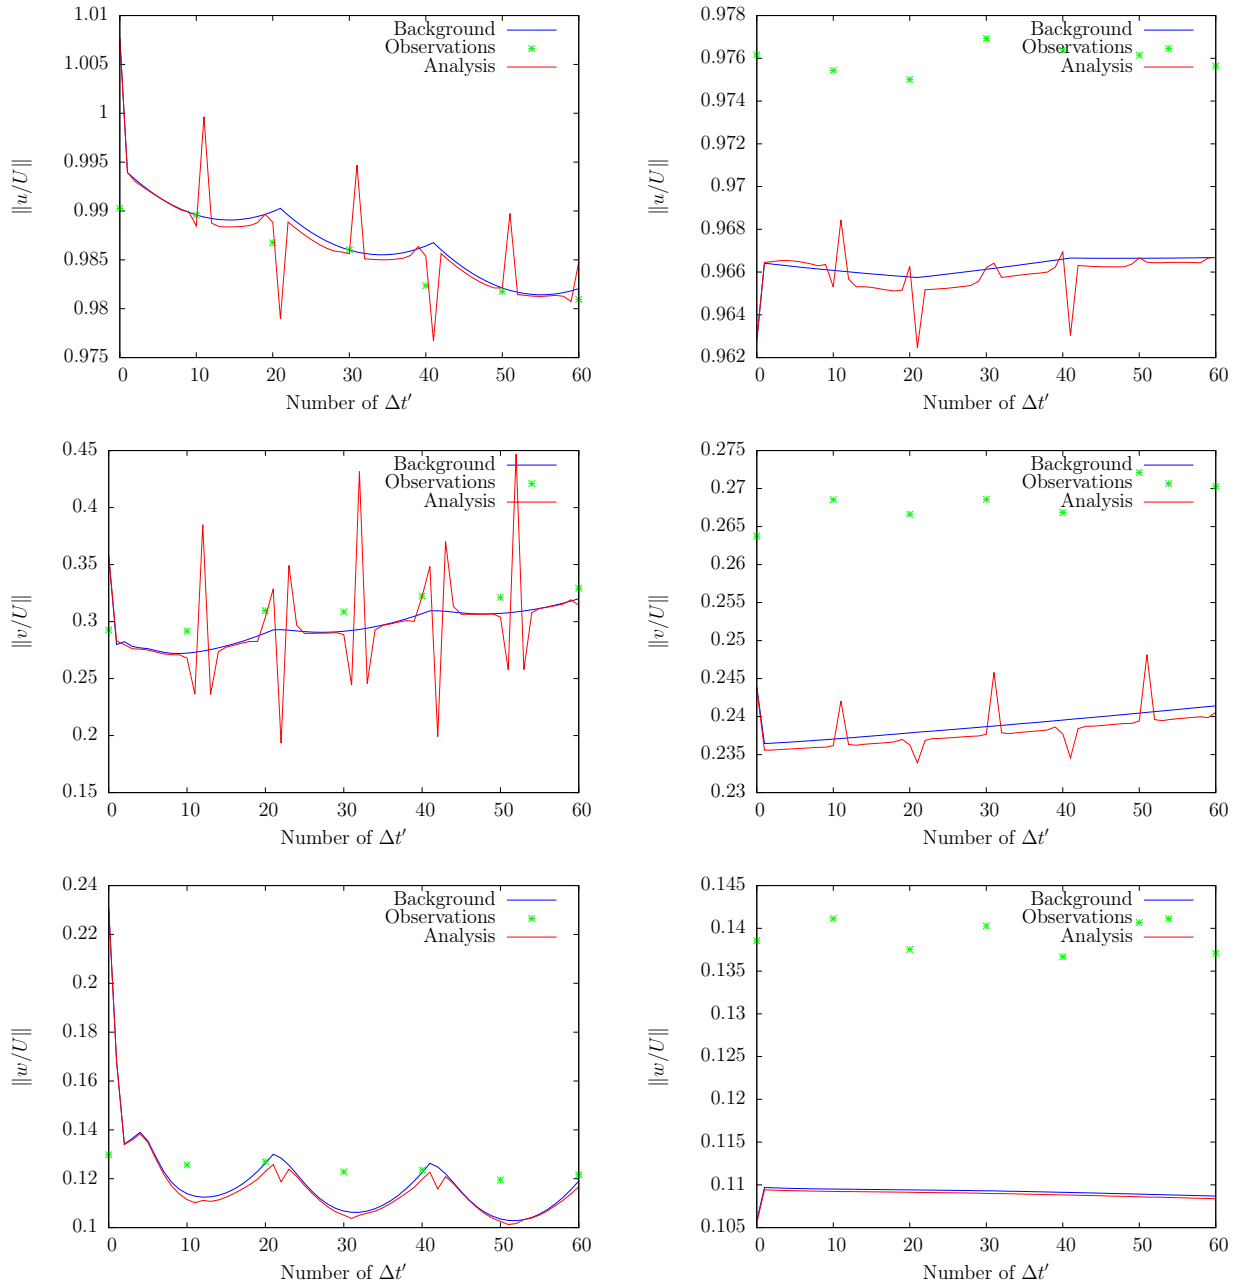 1.01
1.005
1
0.995
0.99
0.985
0.98
0.975
‖u/U‖
Background
Observations
Analysis
0 10 20 30 40 50 60
Number of Δt′
0.978
0.976
0.974
0.972
0.97
0.968
0.966
0.964
0.962
‖u/U‖
Background
Observations
Analysis
0 10 20 30 40 50 60
Number of Δt′
0.45
0.4
0.35
0.3
0.25
0.2
0.15
‖v/U‖
Background
Observations
Analysis
0 10 20 30 40 50 60
Number of Δt′
0.275
0.27
0.265
0.26
0.255
0.25
0.245
0.24
0.235
0.23
‖v/U‖
Background
Observations
Analysis
0 10 20 30 40 50 60
Number of Δt′
0.24
0.22
0.2
0.18
0.16
0.14
0.12
0.1
‖w/U‖
Background
Observations
Analysis
0 10 20 30 40 50 60
Number of Δt′
0.145
0.14
0.135
0.13
0.125
0.12
0.115
0.11
0.105
‖w/U‖
Background
Observations
Analysis
0 10 20 30 40 50 60
Number of Δt′